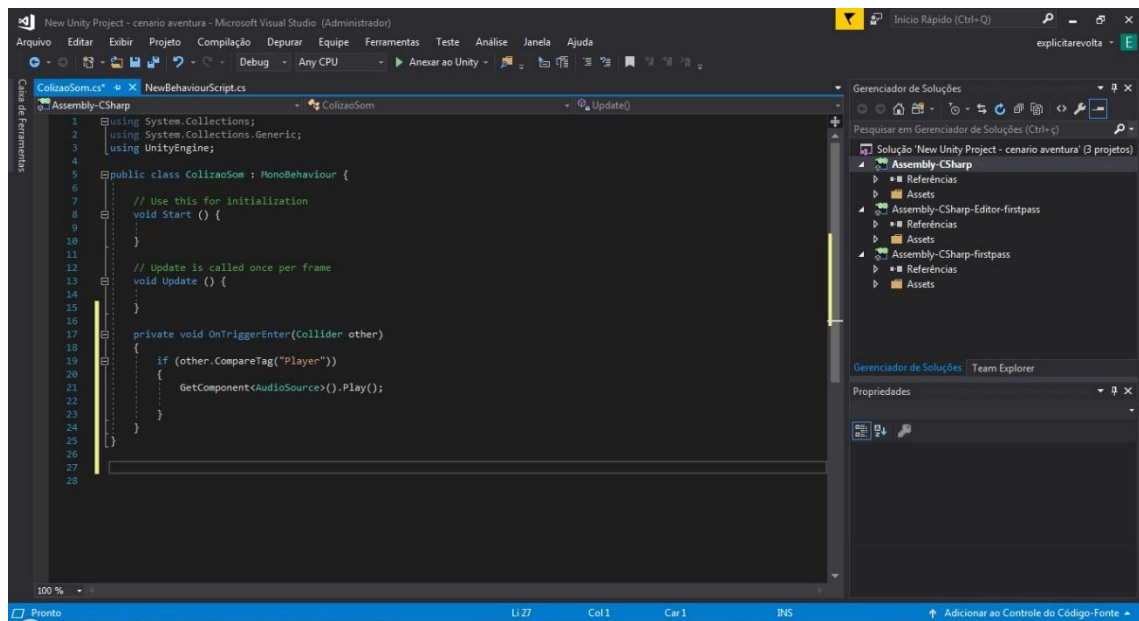 New Unity Project - cenario aventura - Microsoft Visual Studio (Administrador)
Início Rápido (Ctrl+Q)
Arquivo Editar Exibir Projeto Compilação Depurar Equipe Ferramentas Teste Análise Janela Ajuda
explicitarevolta E
Debug Any CPU Anexar ao Unity
Caixa de Ferramentas
ColizaoSom.cs* NewBehaviourScript.cs
Assembly-CSharp ColizaoSom Update()
1 using System.Collections;
2 using System.Collections.Generic;
3 using UnityEngine;
4
5 public class ColizaoSom : MonoBehaviour {
6
7 // Use this for initialization
8 void Start () {
9
10 }
11
12 // Update is called once per frame
13 void Update () {
14
15 }
16
17 private void OnTriggerEnter(Collider other)
18 {
19 if (other.CompareTag("Player"))
20 {
21 GetComponent<AudioSource>().Play();
22
23 }
24 }
25 }
26
27
28
100 %
Gerenciador de Soluções
Pesquisar em Gerenciador de Soluções (Ctrl+ç)
Solução 'New Unity Project - cenario aventura' (3 projetos)
Assembly-CSharp
Referências
Assets
Assembly-CSharp-Editor-firstpass
Referências
Assets
Assembly-CSharp-firstpass
Referências
Assets
Gerenciador de Soluções Team Explorer
Propriedades
Pronto Li 27 Col 1 Car 1 INS Adicionar ao Controle do Código-Fonte